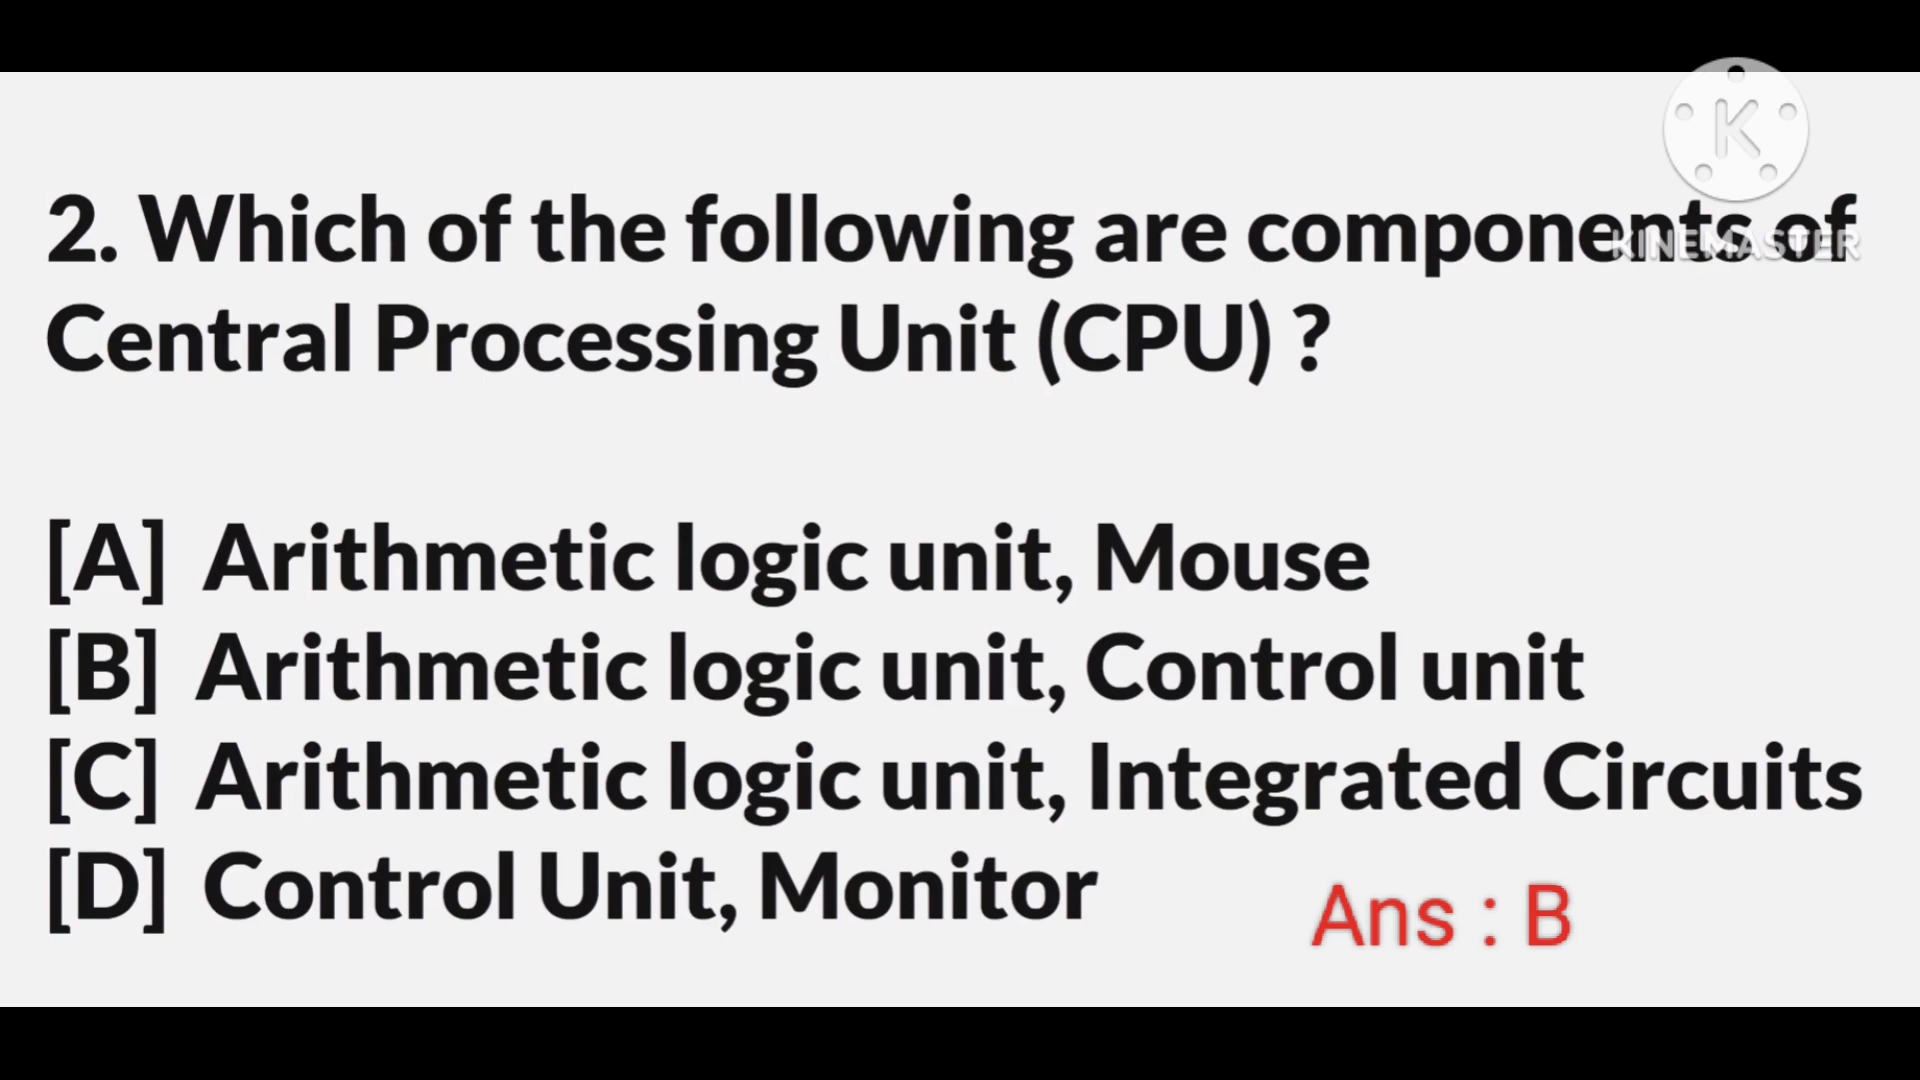 K
KINEMASTER
2. Which of the following are components of
Central Processing Unit (CPU) ?
[A] Arithmetic logic unit, Mouse
[B] Arithmetic logic unit, Control unit
[C] Arithmetic logic unit, Integrated Circuits
[D] Control Unit, Monitor
Ans : B